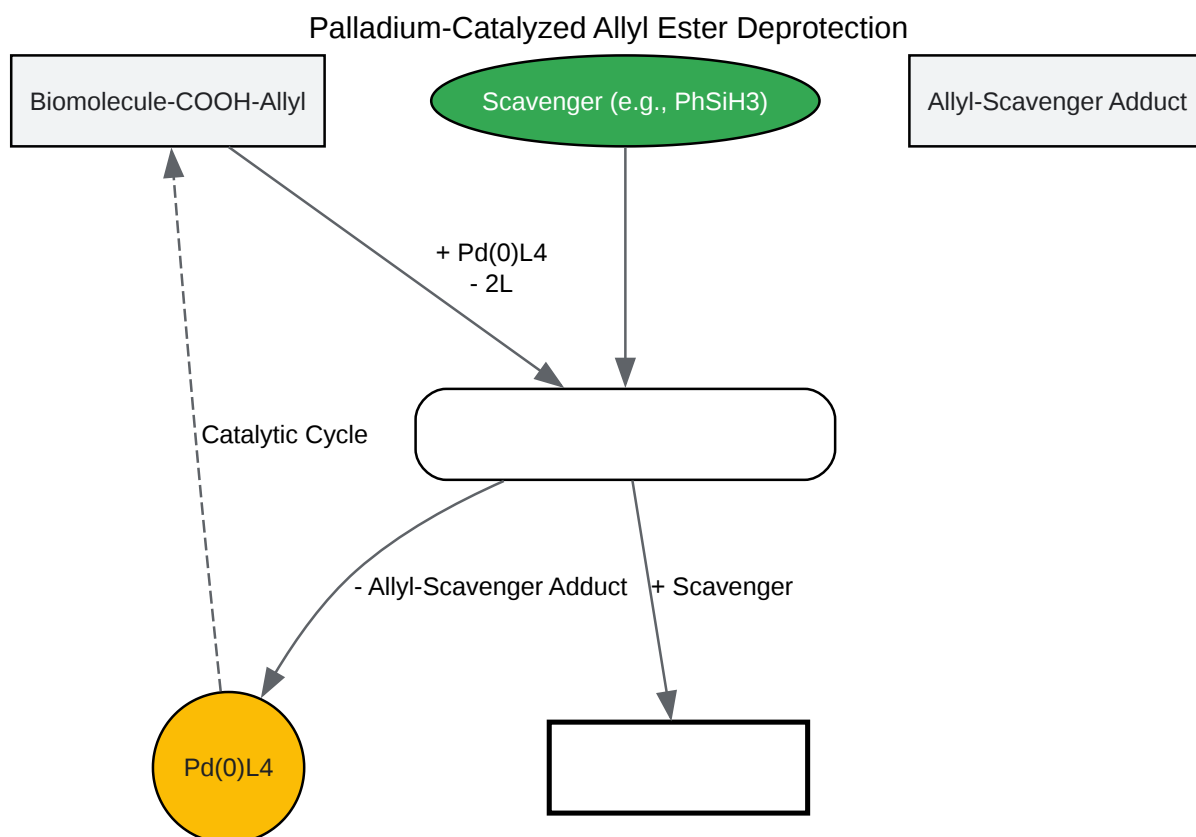 Palladium-Catalyzed Allyl Ester Deprotection
Biomolecule-COOH-Allyl
Scavenger (e.g., PhSiH3)
Allyl-Scavenger Adduct
+ Pd(0)L4
- 2L
Catalytic Cycle
- Allyl-Scavenger Adduct
+ Scavenger
Pd(0)L4